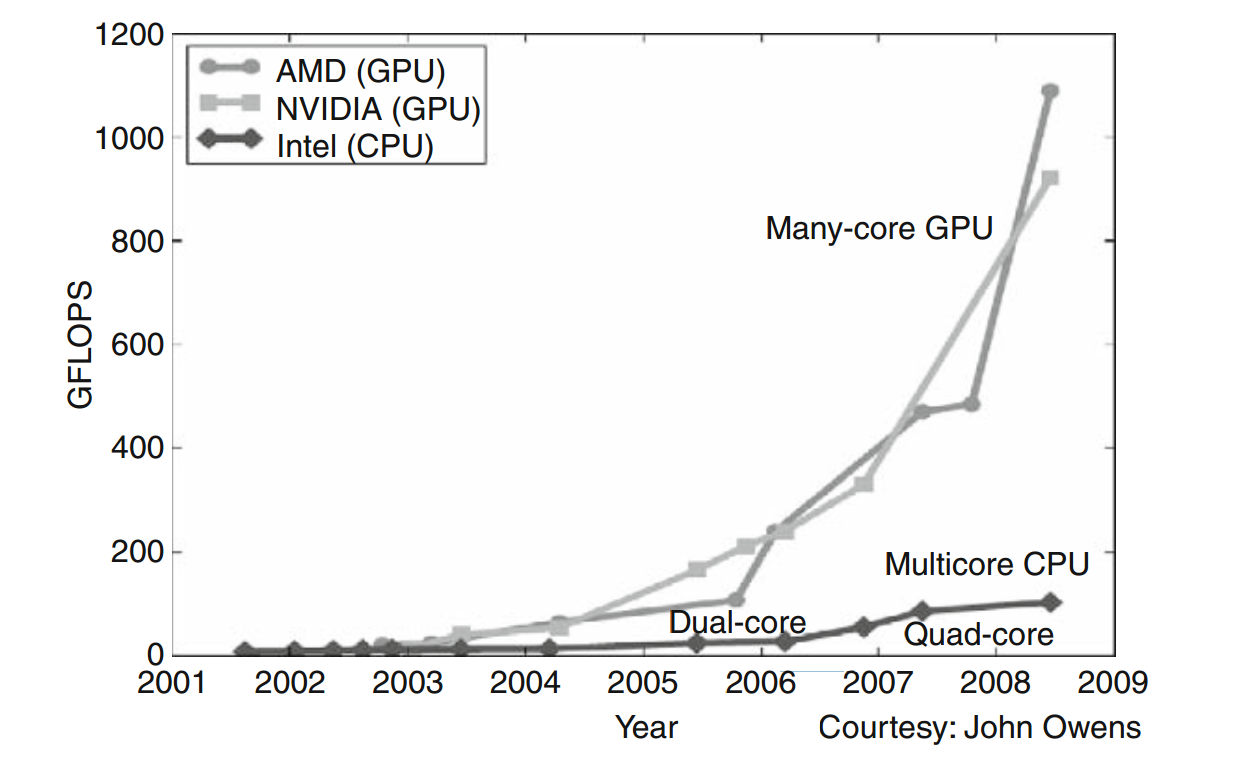 1200
1000
800
600
400
200
0
GFLOPS
AMD (GPU)
NVIDIA (GPU)
Intel (CPU)
Many-core GPU
Multicore CPU
Dual-core
Quad-core
2001 2002 2003 2004 2005 2006 2007 2008 2009
Year
Courtesy: John Owens